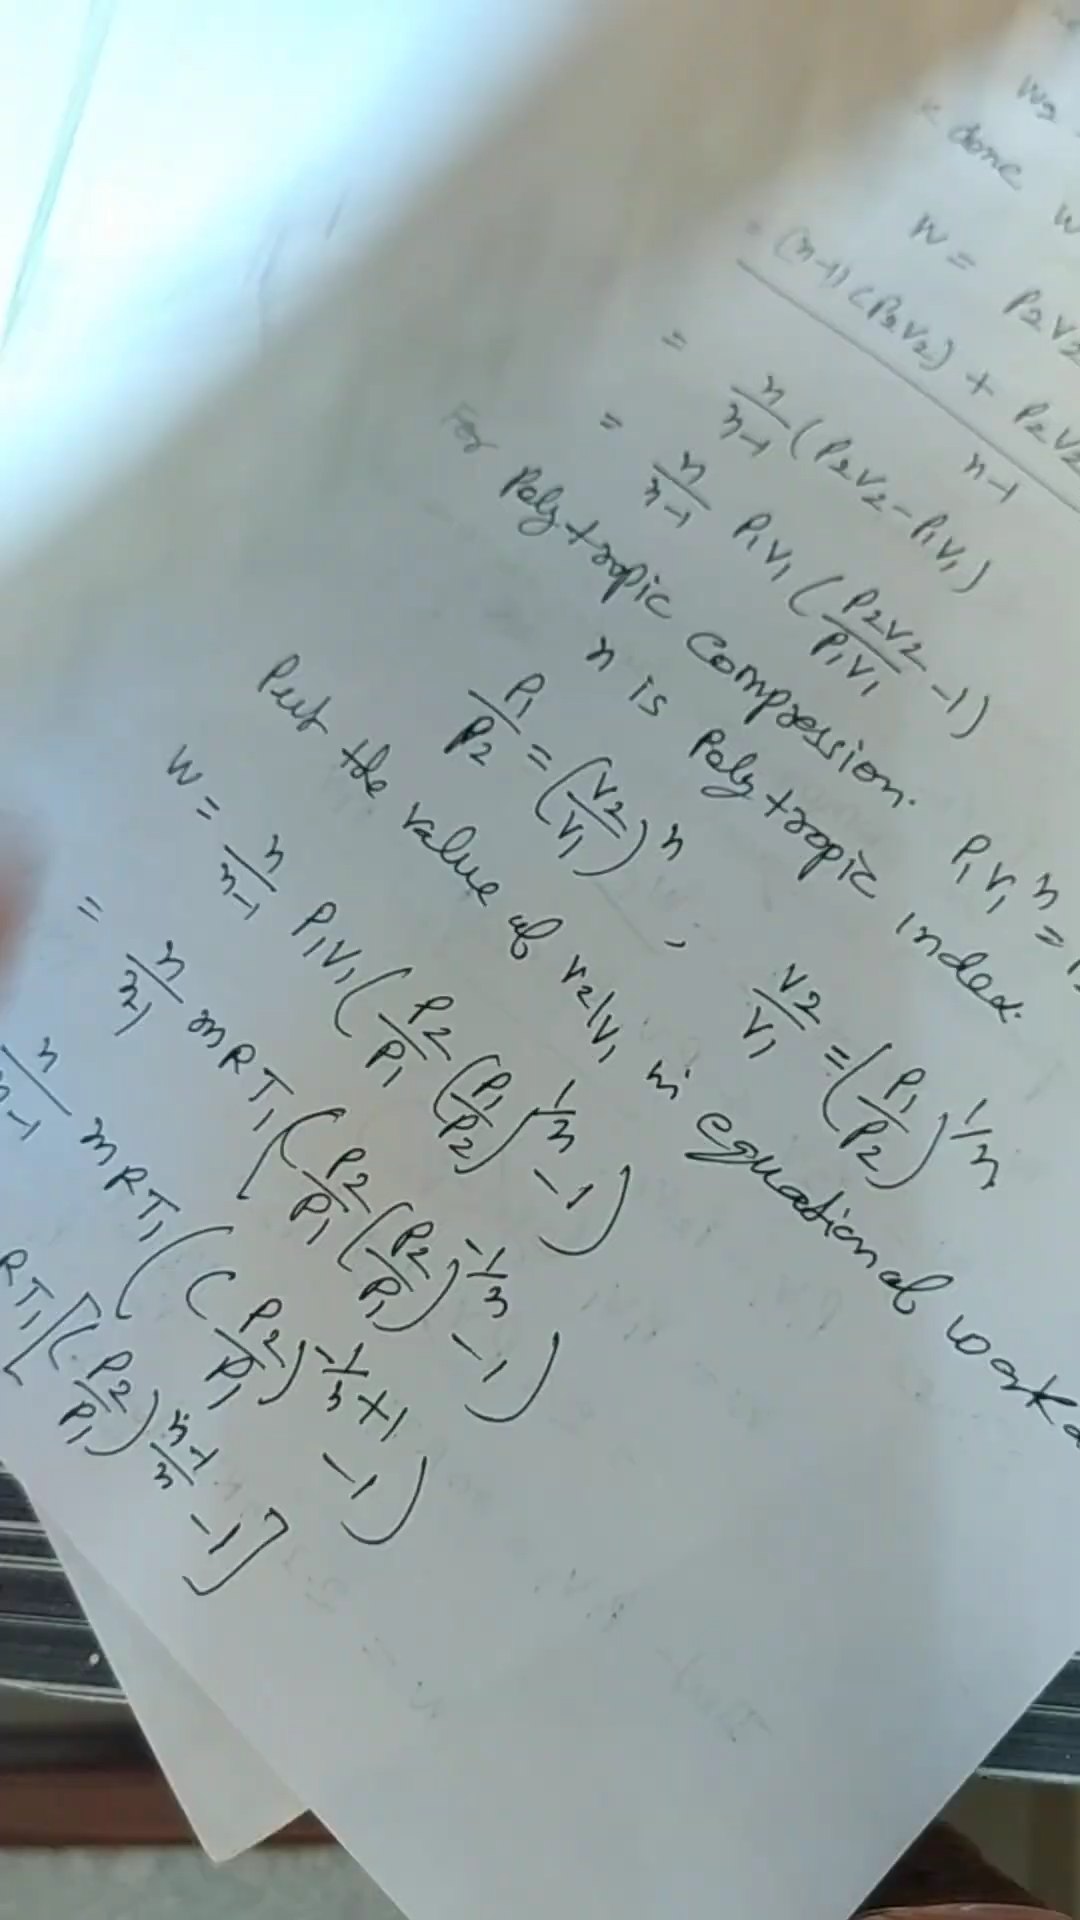 W2
k done W
W = P2V2
= (n-1) (P2V2) + P2V2
n-1
= n/n-1 (P2V2 - P1V1)
= n/n-1 P1V1 (P2V2/P1V1 - 1)
For Polytropic Compression. P1V1^n =
n is Polytropic index.
P1/P2 = (V2/V1)^n, V2/V1 = (P1/P2)^1/n
Put the value of V2/V1 in equational work
W = n/n-1 P1V1 (P2/P1 (P1/P2)^1/n - 1)
= n/n-1 mRT1 [(P2/P1 (P2/P1)^-1/n - 1)
n/n-1 mRT1 ((P2/P1)^-1/n+1 - 1)
RT1 [(P2/P1)^n-1/n - 1]